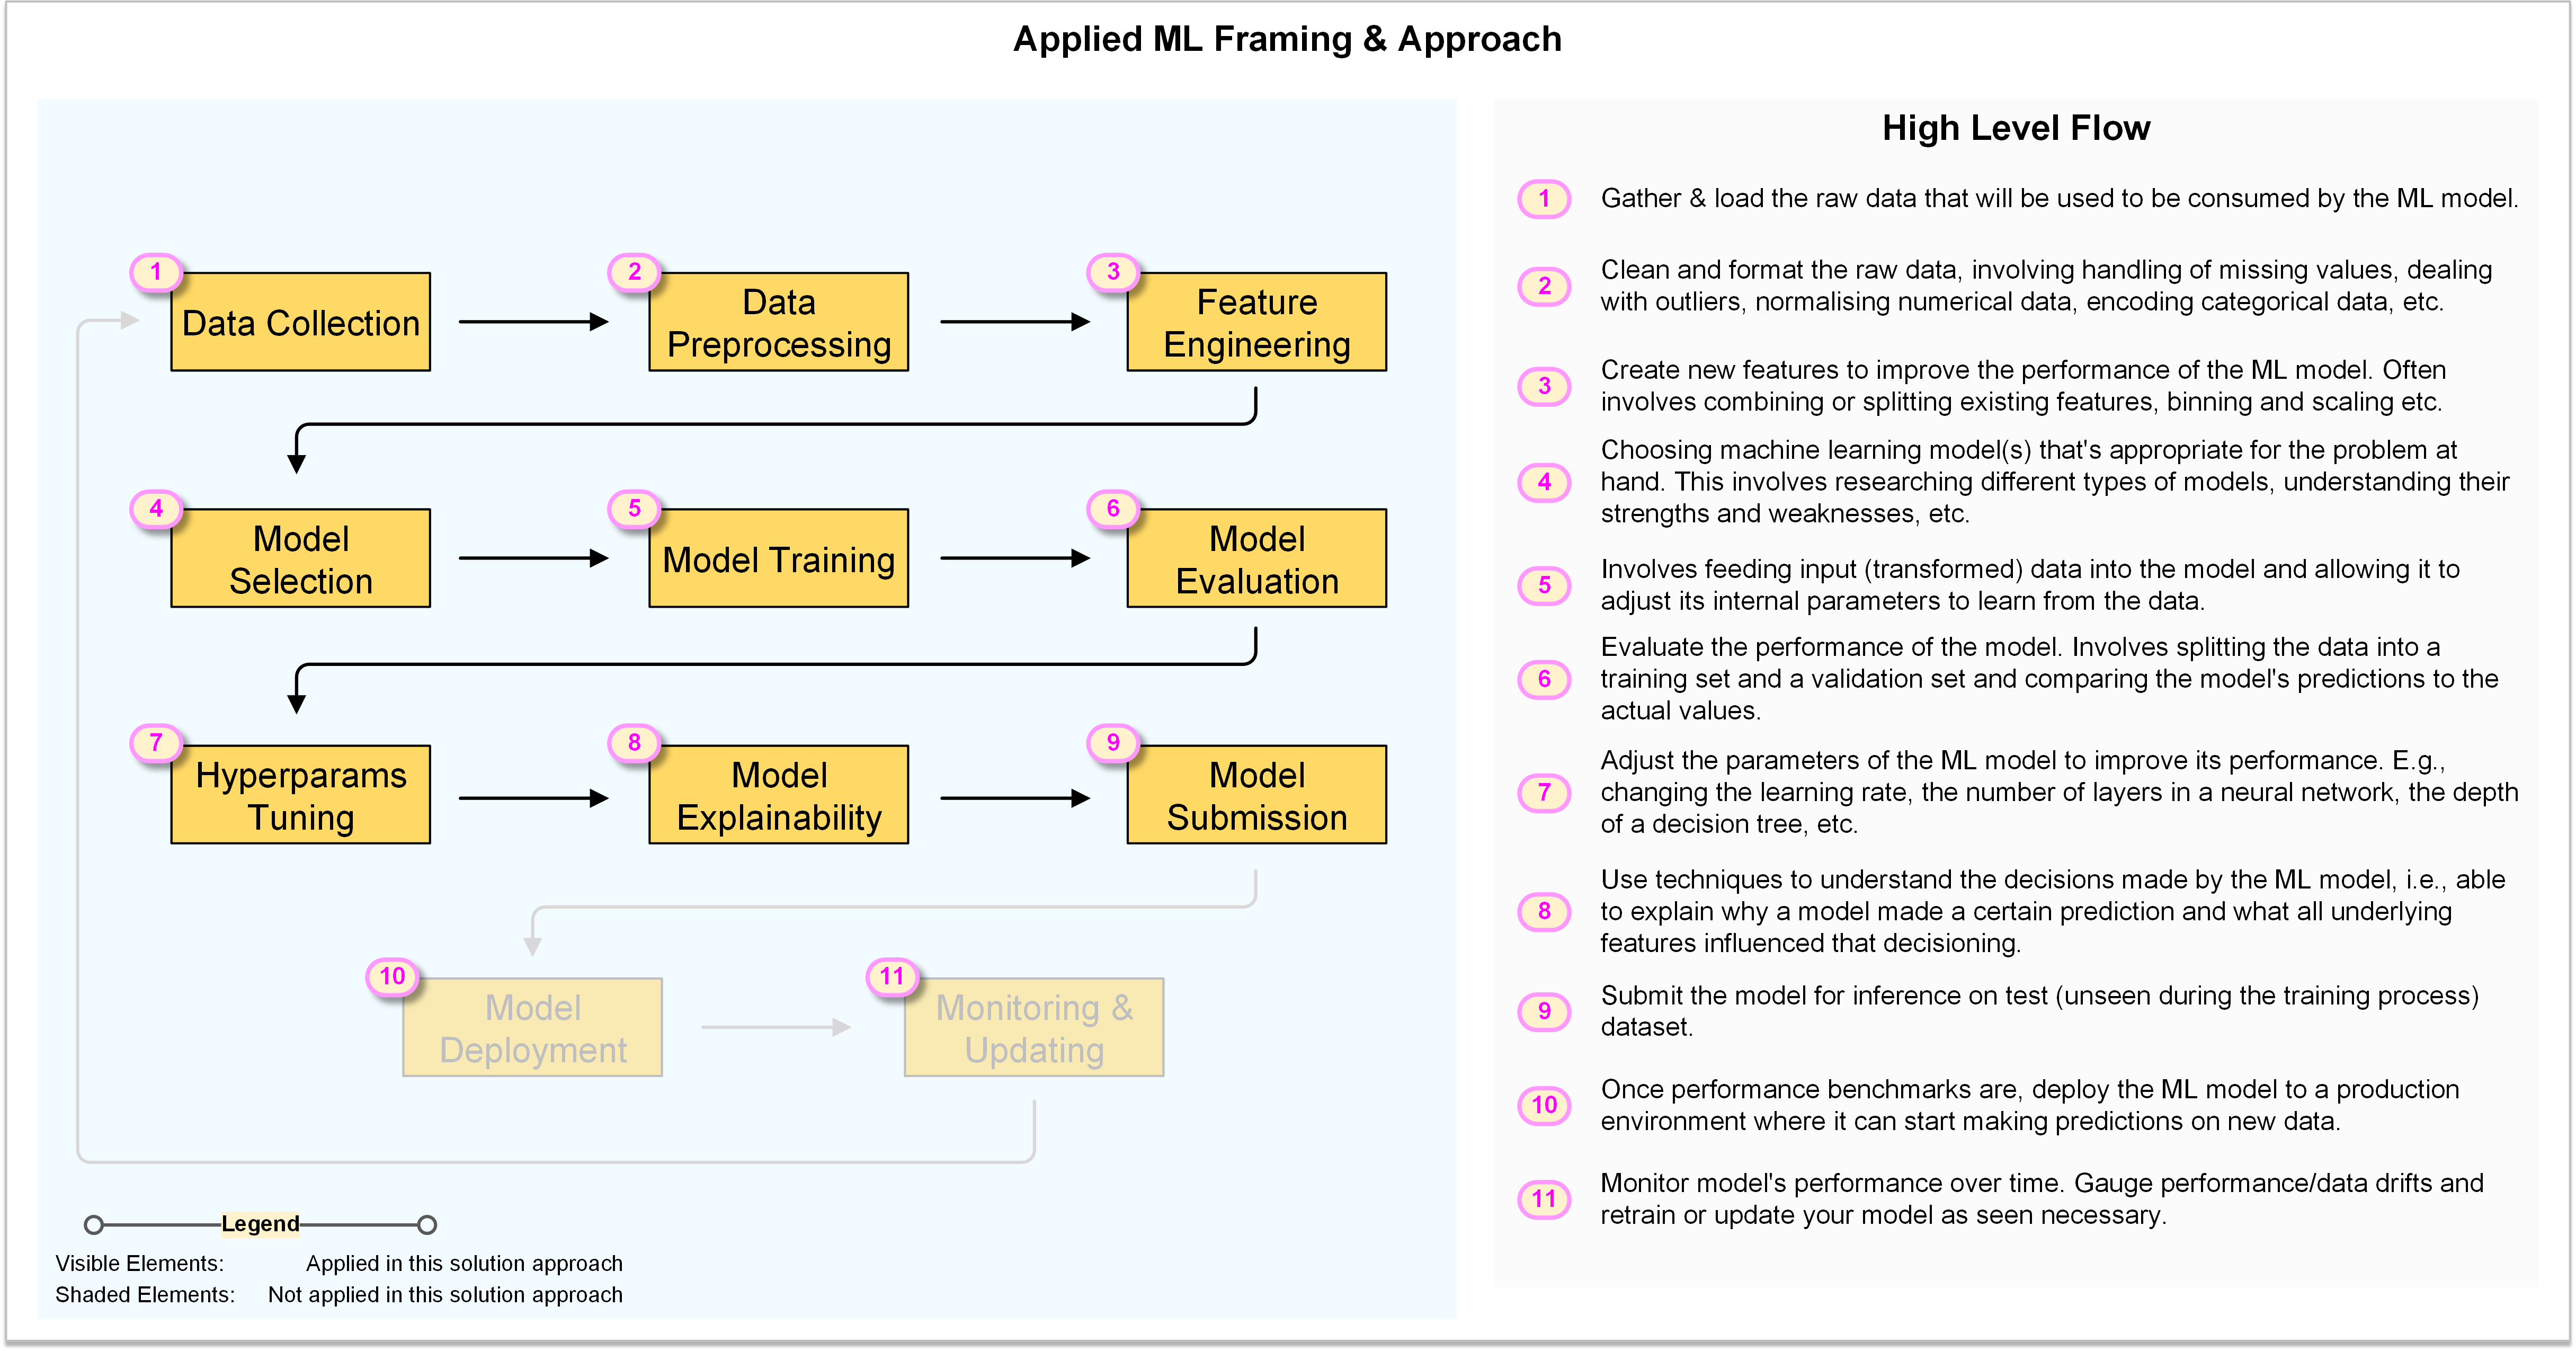 Applied ML Framing & Approach
1
Data Collection
2
Data
Preprocessing
3
Feature
Engineering
4
Model
Selection
5
Model Training
6
Model
Evaluation
7
Hyperparams
Tuning
8
Model
Explainability
9
Model
Submission
10
Model
Deployment
11
Monitoring &
Updating
Legend
Visible Elements: Applied in this solution approach
Shaded Elements: Not applied in this solution approach
High Level Flow
1
Gather & load the raw data that will be used to be consumed by the ML model.
2
Clean and format the raw data, involving handling of missing values, dealing
with outliers, normalising numerical data, encoding categorical data, etc.
3
Create new features to improve the performance of the ML model. Often
involves combining or splitting existing features, binning and scaling etc.
4
Choosing machine learning model(s) that's appropriate for the problem at
hand. This involves researching different types of models, understanding their
strengths and weaknesses, etc.
5
Involves feeding input (transformed) data into the model and allowing it to
adjust its internal parameters to learn from the data.
6
Evaluate the performance of the model. Involves splitting the data into a
training set and a validation set and comparing the model's predictions to the
actual values.
7
Adjust the parameters of the ML model to improve its performance. E.g.,
changing the learning rate, the number of layers in a neural network, the depth
of a decision tree, etc.
8
Use techniques to understand the decisions made by the ML model, i.e., able
to explain why a model made a certain prediction and what all underlying
features influenced that decisioning.
9
Submit the model for inference on test (unseen during the training process)
dataset.
10
Once performance benchmarks are, deploy the ML model to a production
environment where it can start making predictions on new data.
11
Monitor model's performance over time. Gauge performance/data drifts and
retrain or update your model as seen necessary.